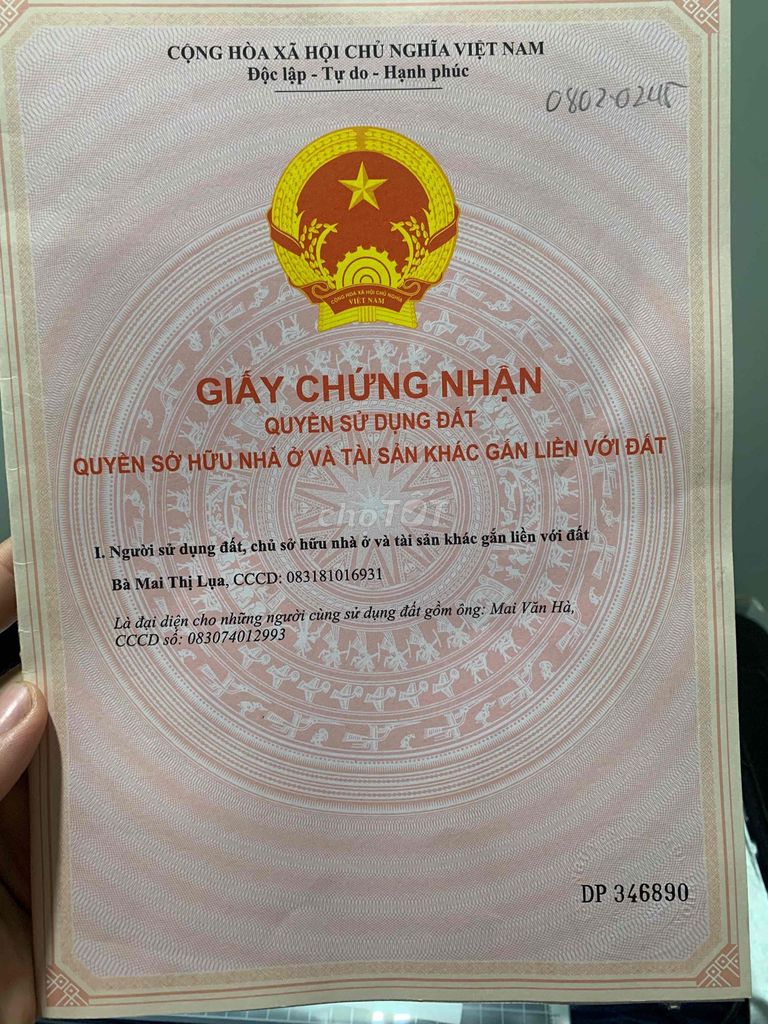 CỘNG HÒA XÃ HỘI CHỦ NGHĨA VIỆT NAM
Độc lập - Tự do - Hạnh phúc
0802.0245
CỘNG HÒA XÃ HỘI CHỦ NGHĨA
VIỆT NAM
GIẤY CHỨNG NHẬN
QUYỀN SỬ DỤNG ĐẤT
QUYỀN SỞ HỮU NHÀ Ở VÀ TÀI SẢN KHÁC GẮN LIỀN VỚI ĐẤT
choTỐT
I. Người sử dụng đất, chủ sở hữu nhà ở và tài sản khác gắn liền với đất
Bà Mai Thị Lụa, CCCD: 083181016931
Là đại diện cho những người cùng sử dụng đất gồm ông: Mai Văn Hà,
CCCD số: 083074012993
DP 346890